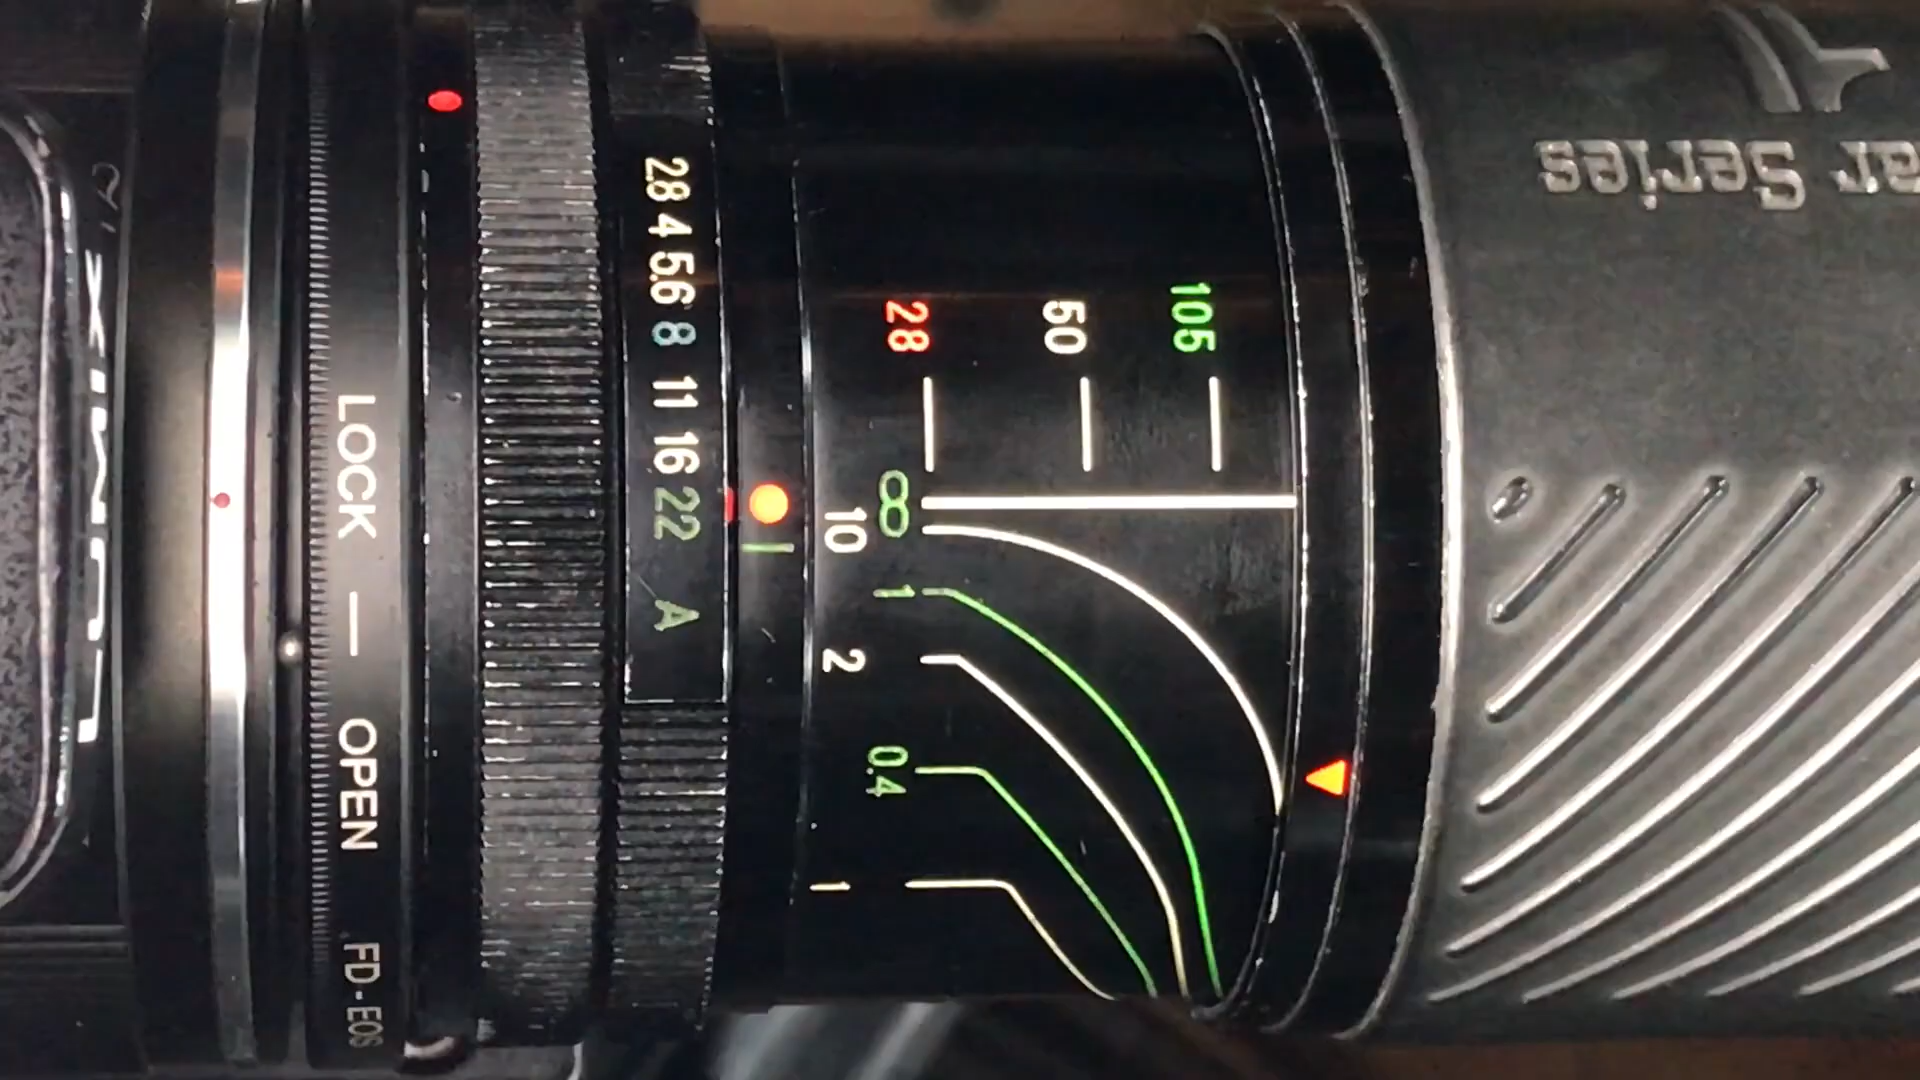 LUMIX
LOCK — OPEN FD-EOS
2.8 4 5.6 8 11 16 22 A
10 2 1
∞ 1 0.4
28 50 105
Series